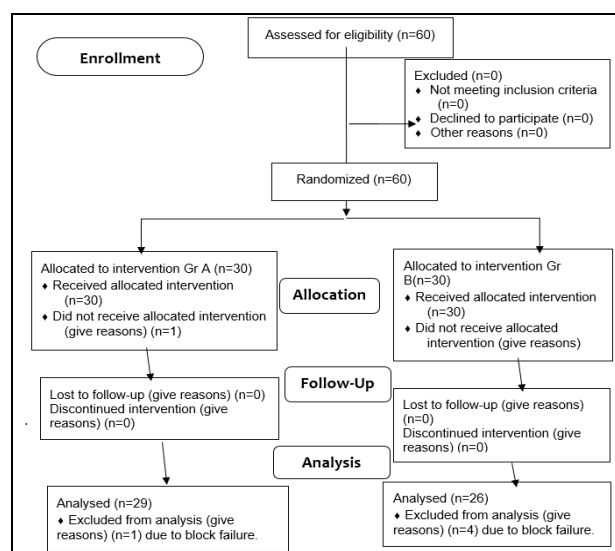 Assessed for eligibility (n=60)
Enrollment
Excluded (n=0)
♦ Not meeting inclusion criteria
(n=0)
♦ Declined to participate (n=0)
♦ Other reasons (n=0)
Randomized (n=60)
Allocated to intervention Gr A (n=30)
♦ Received allocated intervention
(n=30)
♦ Did not receive allocated intervention
(give reasons) (n=1)
Allocation
Allocated to intervention Gr
B(n=30)
♦ Received allocated intervention
(n=30)
♦ Did not receive allocated
intervention (give reasons)
Follow-Up
Lost to follow-up (give reasons) (n=0)
Discontinued intervention (give
reasons) (n=0)
Lost to follow-up (give reasons)
(n=0)
Discontinued intervention (give
reasons) (n=0)
Analysis
Analysed (n=29)
♦ Excluded from analysis (give
reasons) (n=1) due to block failure.
Analysed (n=26)
♦ Excluded from analysis (give
reasons) (n=4) due to block failure.